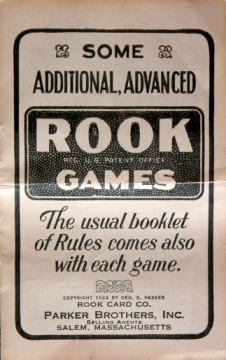 SOME
ADDITIONAL, ADVANCED
ROOK
REG. U.S. PATENT OFFICE
GAMES
The usual booklet
of Rules comes also
with each game.
COPYRIGHT 1924 BY GEO. S. PARKER
ROOK CARD CO.
PARKER BROTHERS, INC.
SELLING AGENTS
SALEM, MASSACHUSETTS